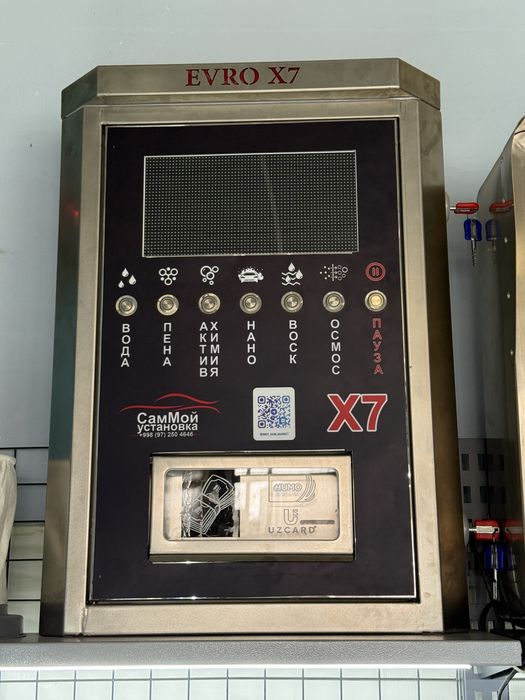 EVRO X7
ВОДА
ПЕНА
АКТИВ
ХИМИЯ
НАНО
ВОСК
ОСМОС
ПАУЗА
СамМой
установка
+998 (97) 250 4646
X7
HUMO
UZCARD